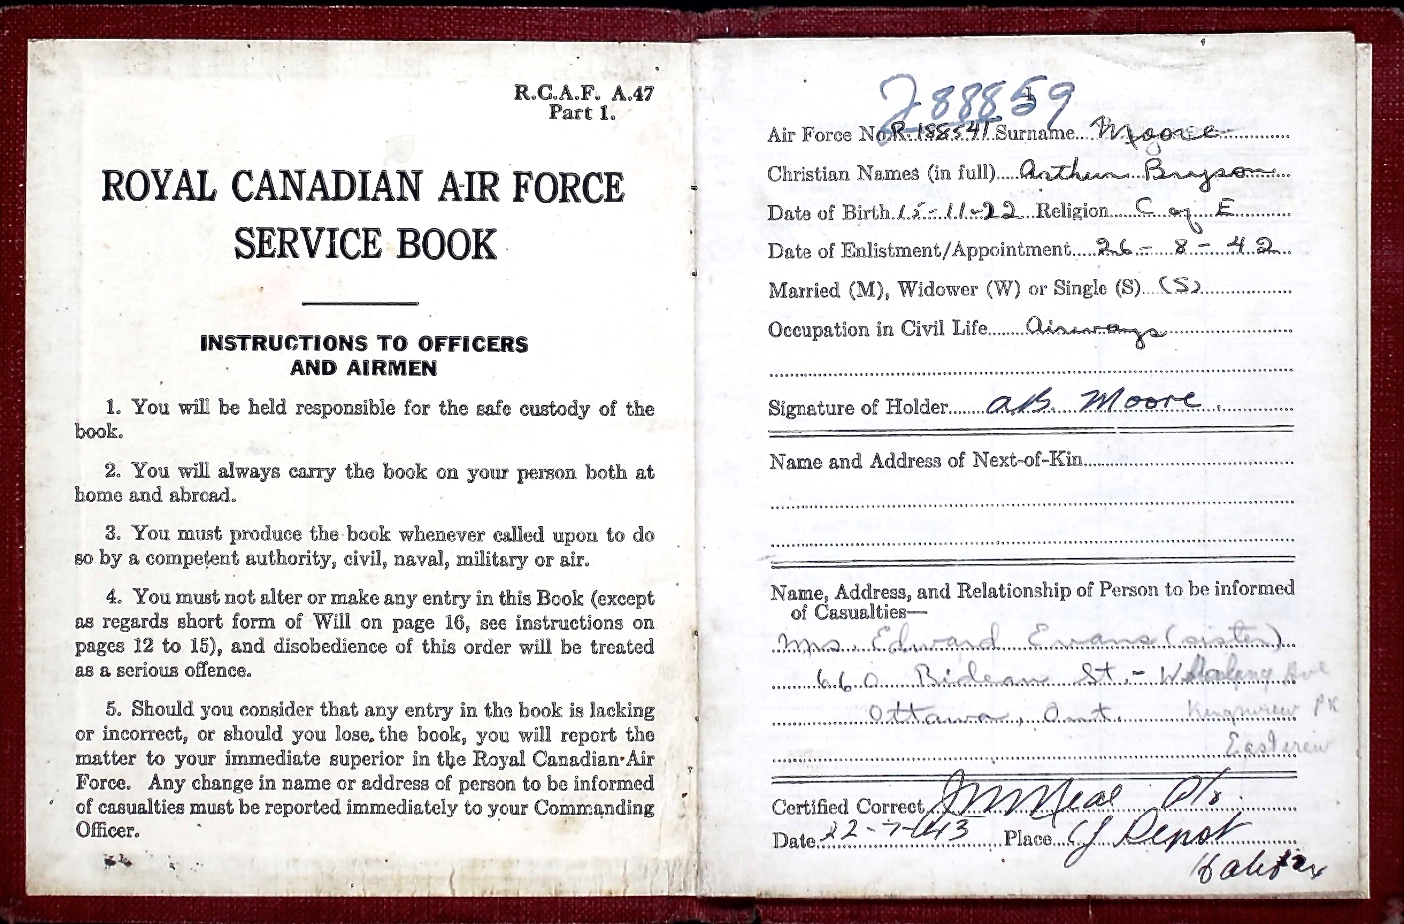 R.C.A.F. A.47
Part 1.
ROYAL CANADIAN AIR FORCE
SERVICE BOOK
INSTRUCTIONS TO OFFICERS
AND AIRMEN
1. You will be held responsible for the safe custody of the
book.
2. You will always carry the book on your person both at
home and abroad.
3. You must produce the book whenever called upon to do
so by a competent authority, civil, naval, military or air.
4. You must not alter or make any entry in this Book (except
as regards short form of Will on page 16, see instructions on
pages 12 to 15), and disobedience of this order will be treated
as a serious offence.
5. Should you consider that any entry in the book is lacking
or incorrect, or should you lose the book, you will report the
matter to your immediate superior in the Royal Canadian Air
Force. Any change in name or address of person to be informed
of casualties must be reported immediately to your Commanding
Officer.
J88859
1
Air Force No. R.188541 Surname Moore
Christian Names (in full) Arthur Bryson
Date of Birth 15-11-22 Religion C of E
Date of Enlistment/Appointment 26-8-42
Married (M), Widower (W) or Single (S) (S)
Occupation in Civil Life Airways
Signature of Holder A.B. Moore
Name and Address of Next-of-Kin
Name, Address, and Relationship of Person to be informed
of Casualties—
Mrs Edward Evans (sister)
660 Rideau St. - Ave
Ottawa, Ont. Kingsview Pk
Eastview
Certified Correct
Date 22-7-43 Place Depot
Halifax